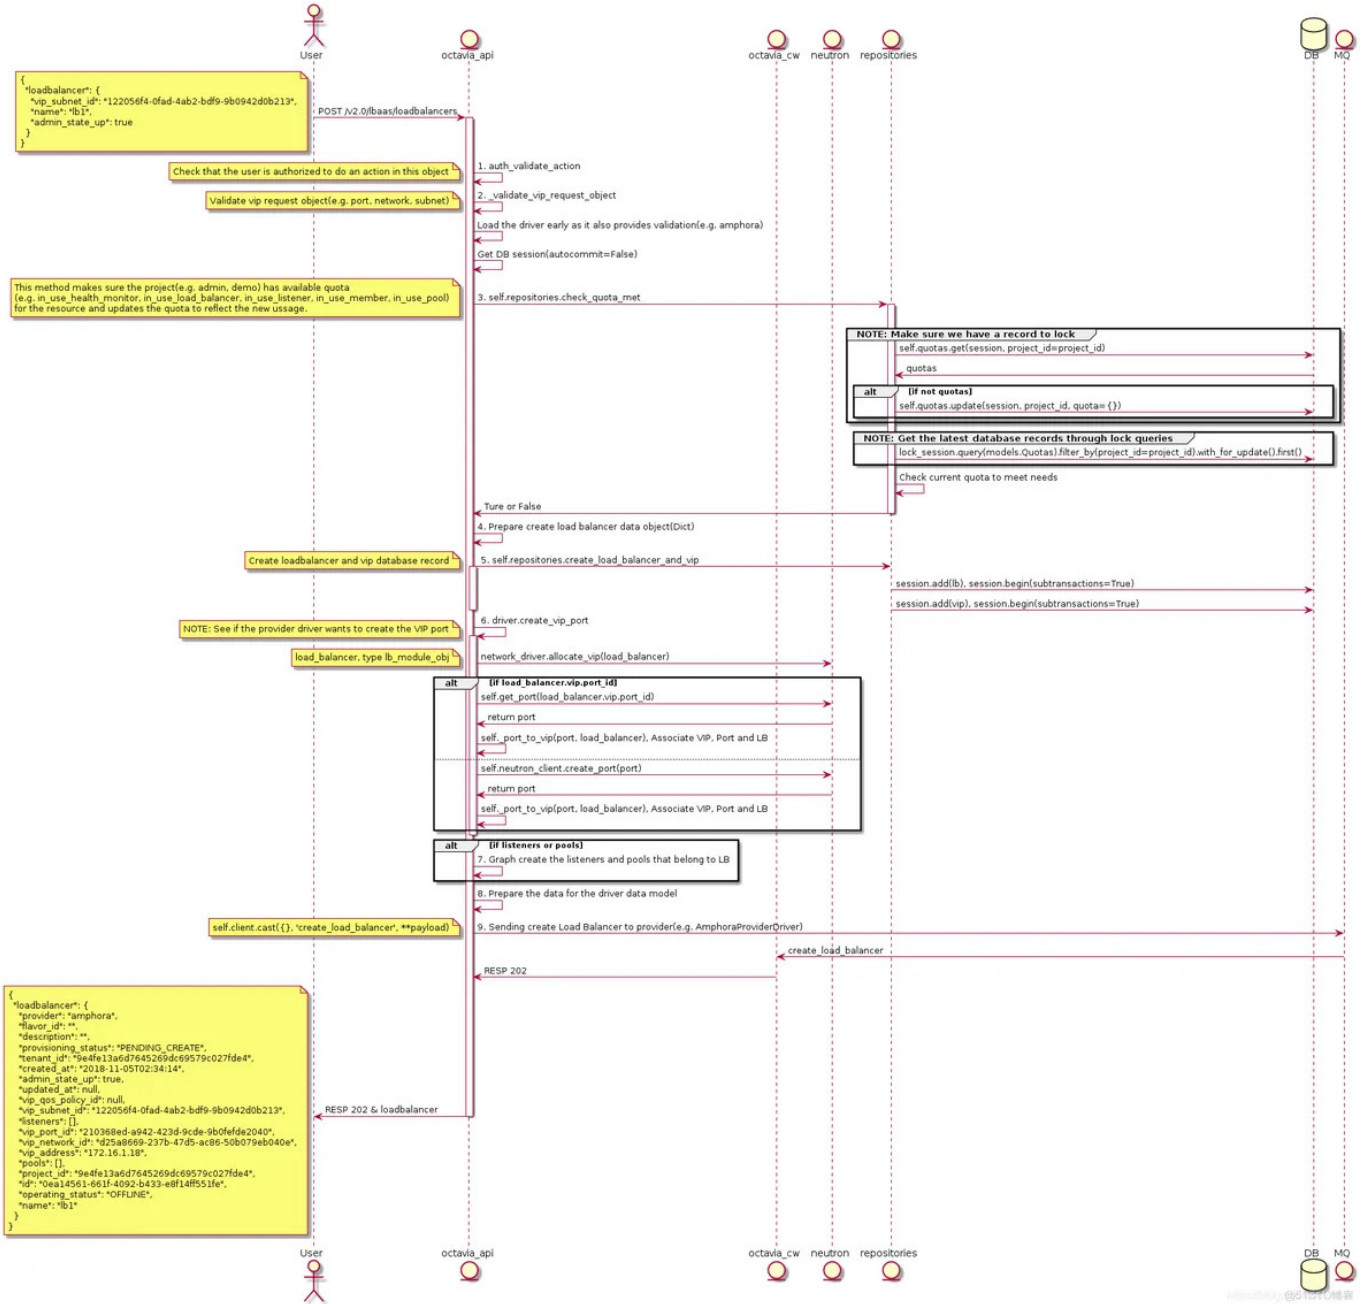 User
octavia_api
octavia_cw
neutron
repositories
DB
MQ
{
"loadbalancer": {
"vip_subnet_id": "122056f4-0fad-4ab2-bdf9-9b0942d0b213",
"name": "lb1",
"admin_state_up": true
}
}
POST /v2.0/lbaas/loadbalancers
Check that the user is authorized to do an action in this object
1. auth_validate_action
Validate vip request object(e.g. port, network, subnet)
2. _validate_vip_request_object
Load the driver early as it also provides validation(e.g. amphora)
Get DB session(autocommit=False)
This method makes sure the project(e.g. admin, demo) has available quota
(e.g. in_use_health_monitor, in_use_load_balancer, in_use_listener, in_use_member, in_use_pool)
for the resource and updates the quota to reflect the new ussage.
3. self.repositories.check_quota_met
NOTE: Make sure we have a record to lock
self.quotas.get(session, project_id=project_id)
quotas
alt [if not quotas]
self.quotas.update(session, project_id, quota= {})
NOTE: Get the latest database records through lock queries
lock_session.query(models.Quotas).filter_by(project_id=project_id).with_for_update().first()
Check current quota to meet needs
Ture or False
4. Prepare create load balancer data object(Dict)
Create loadbalancer and vip database record
5. self.repositories.create_load_balancer_and_vip
session.add(lb), session.begin(subtransactions=True)
session.add(vip), session.begin(subtransactions=True)
6. driver.create_vip_port
NOTE: See if the provider driver wants to create the VIP port
load_balancer, type lb_module_obj
network_driver.allocate_vip(load_balancer)
alt [if load_balancer.vip.port_id]
self.get_port(load_balancer.vip.port_id)
return port
self._port_to_vip(port, load_balancer), Associate VIP, Port and LB
self.neutron_client.create_port(port)
return port
self._port_to_vip(port, load_balancer), Associate VIP, Port and LB
alt [if listeners or pools]
7. Graph create the listeners and pools that belong to LB
8. Prepare the data for the driver data model
self.client.cast({}, 'create_load_balancer', **payload)
9. Sending create Load Balancer to provider(e.g. AmphoraProviderDriver)
create_load_balancer
RESP 202
{
"loadbalancer": {
"provider": "amphora",
"flavor_id": "",
"description": "",
"provisioning_status": "PENDING_CREATE",
"tenant_id": "9e4fe13a6d7645269dc69579c027fde4",
"created_at": "2018-11-05T02:34:14",
"admin_state_up": true,
"updated_at": null,
"vip_qos_policy_id": null,
"vip_subnet_id": "122056f4-0fad-4ab2-bdf9-9b0942d0b213",
"listeners": [],
"vip_port_id": "210368ed-a942-423d-9cde-9b0fefde2040",
"vip_network_id": "d25a8669-237b-47d5-ac86-50b079eb040e",
"vip_address": "172.16.1.18",
"pools": [],
"project_id": "9e4fe13a6d7645269dc69579c027fde4",
"id": "0ea14561-661f-4092-b433-e8f14ff551fe",
"operating_status": "OFFLINE",
"name": "lb1"
}
}
RESP 202 & loadbalancer
User
octavia_api
octavia_cw
neutron
repositories
DB
MQ
@51CTO博客